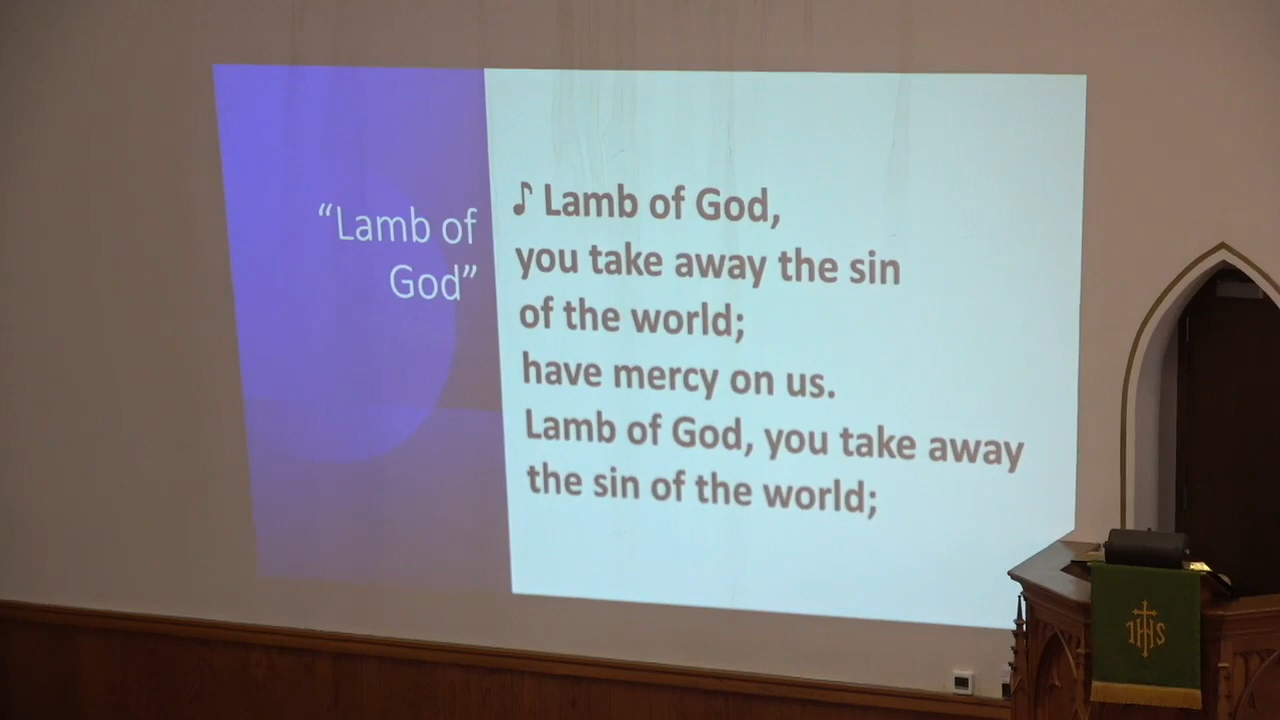 “Lamb of
God”
♪ Lamb of God,
you take away the sin
of the world;
have mercy on us.
Lamb of God, you take away
the sin of the world;
IHS